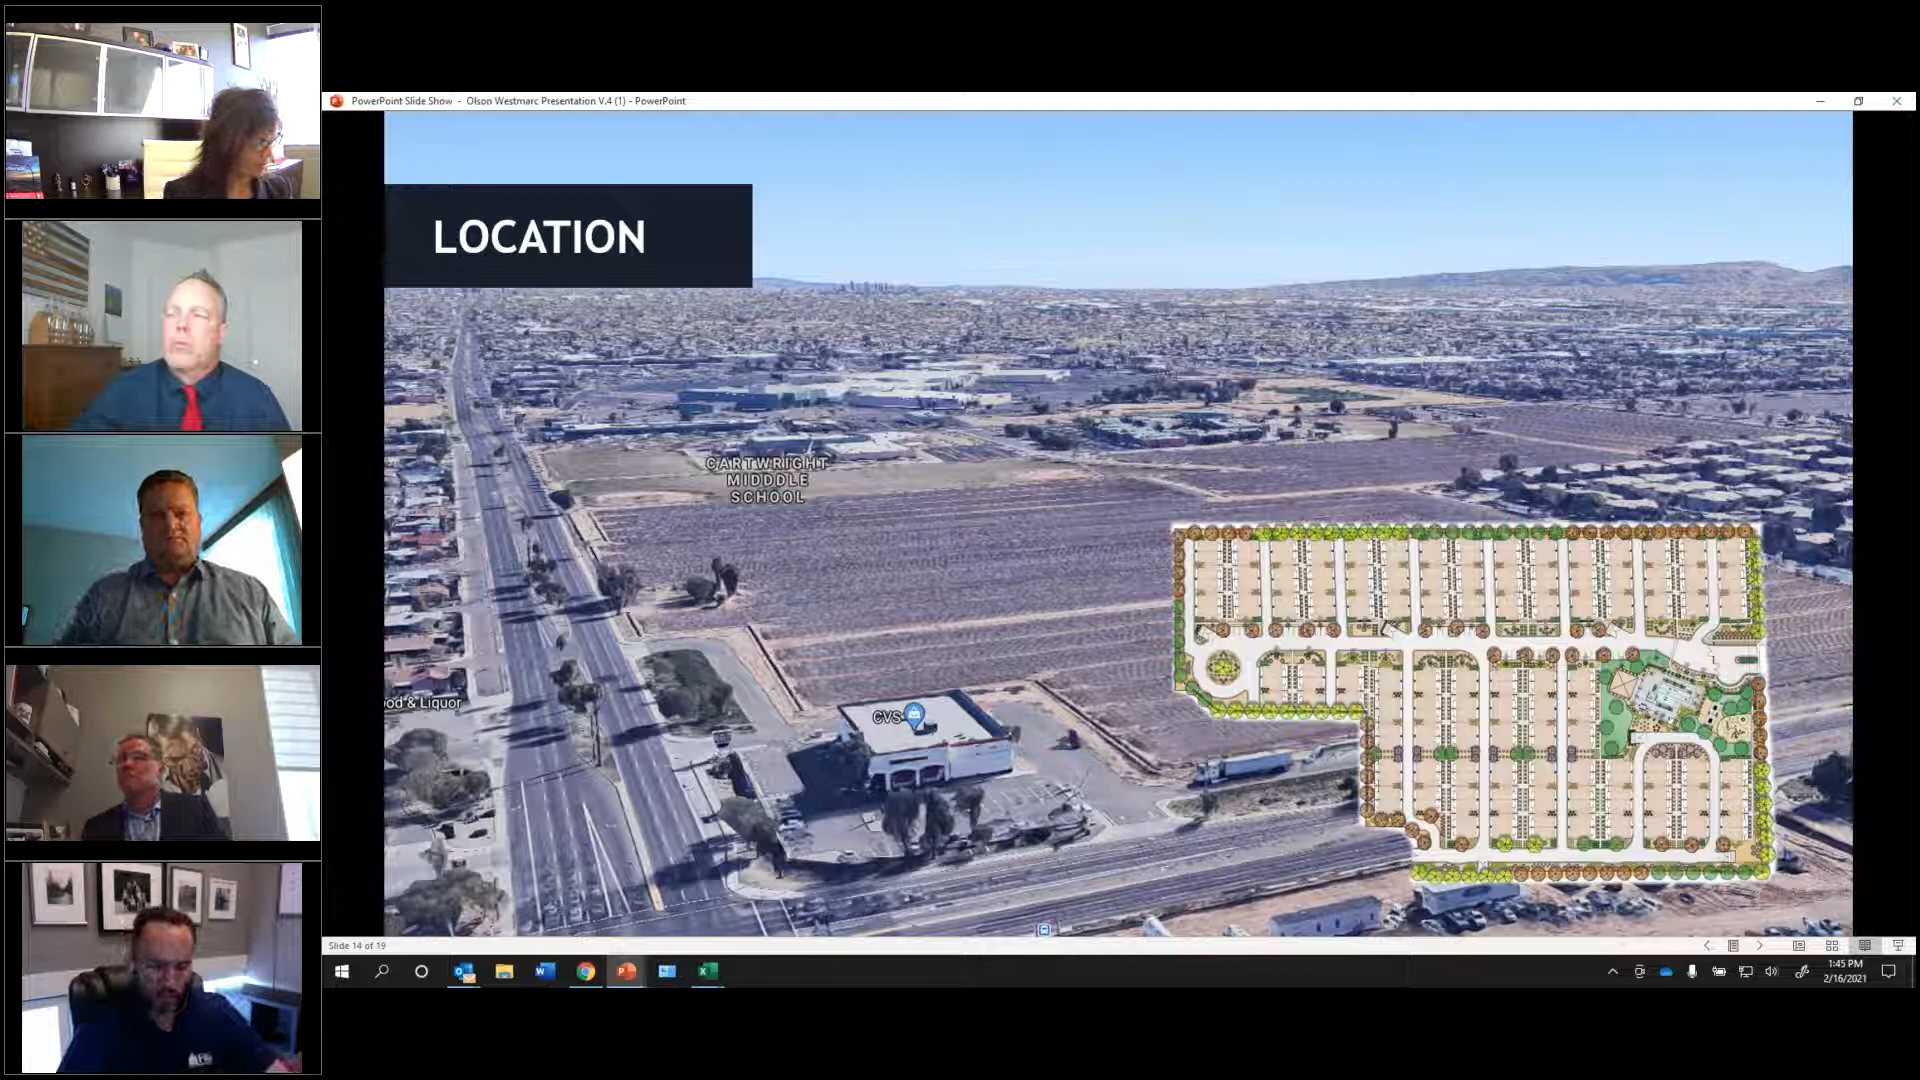 PowerPoint Slide Show - Olson Westmarc Presentation V.4 (1) - PowerPoint
LOCATION
CARTWRIGHT
MIDDDLE
SCHOOL
od & Liquor
CVS
Slide 14 of 19
1:45 PM
2/16/2021